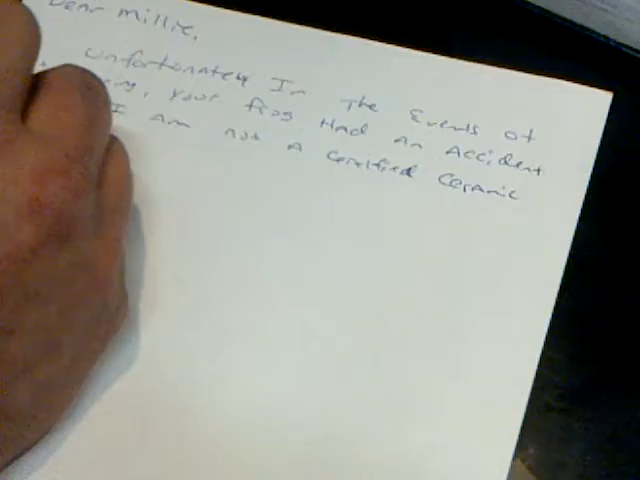 Dear Millie,
Unfortunately In The Events of
your frog Had An Accident
I Am not A Certified Ceramic